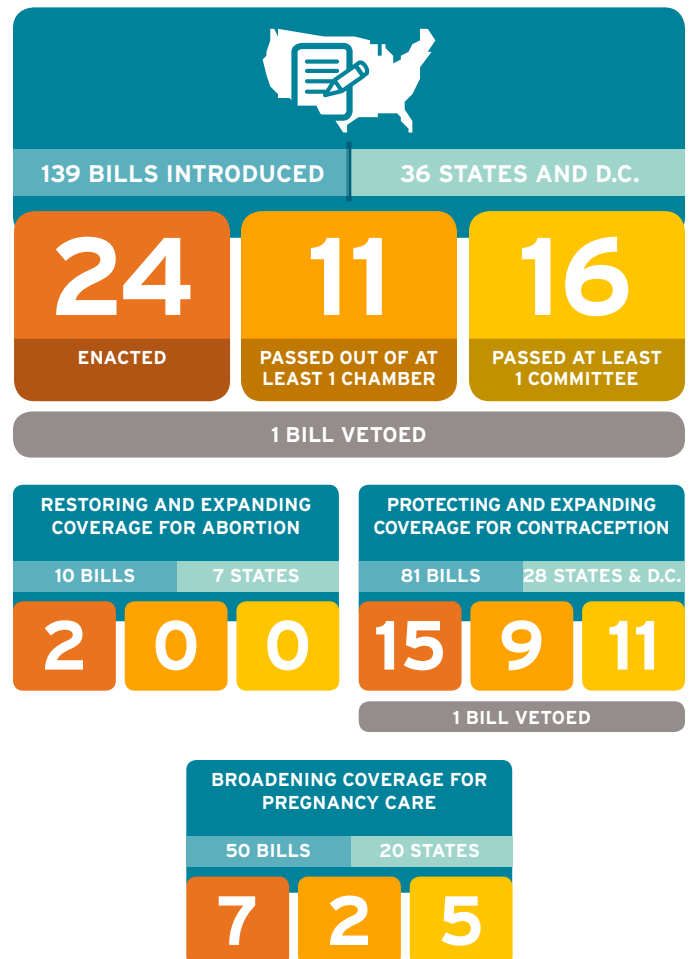 139 BILLS INTRODUCED
36 STATES AND D.C.
24
ENACTED
11
PASSED OUT OF AT
LEAST 1 CHAMBER
16
PASSED AT LEAST
1 COMMITTEE
1 BILL VETOED
RESTORING AND EXPANDING
COVERAGE FOR ABORTION
10 BILLS
7 STATES
2
0
0
PROTECTING AND EXPANDING
COVERAGE FOR CONTRACEPTION
81 BILLS
28 STATES & D.C.
15
9
11
1 BILL VETOED
BROADENING COVERAGE FOR
PREGNANCY CARE
50 BILLS
20 STATES
7
2
5